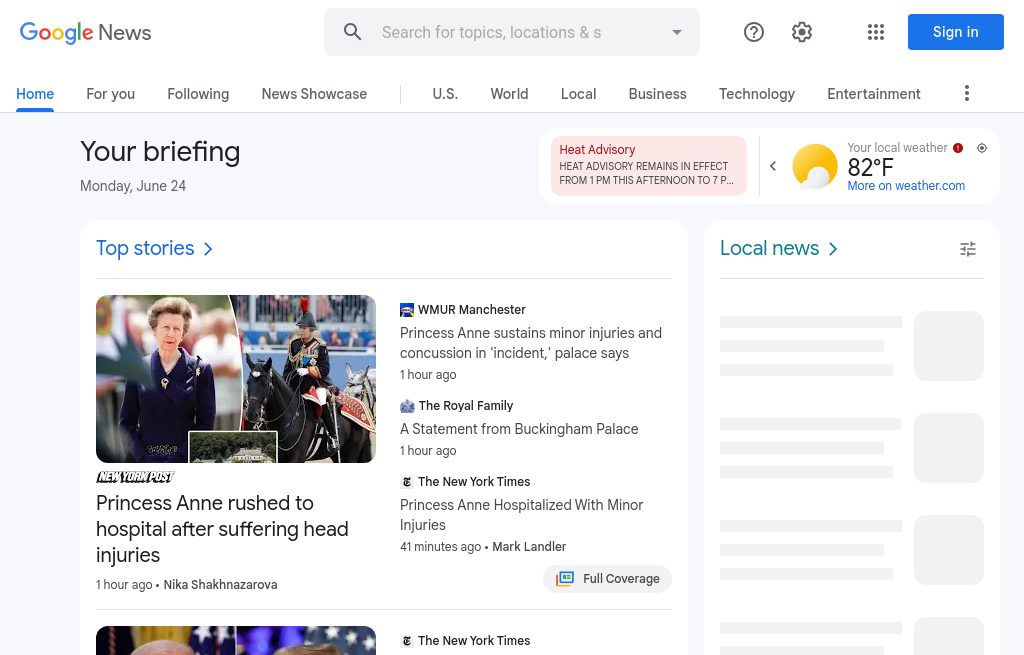 Google News
Search for topics, locations & s
Sign in
Home
For you
Following
News Showcase
U.S.
World
Local
Business
Technology
Entertainment
Your briefing
Monday, June 24
Heat Advisory
HEAT ADVISORY REMAINS IN EFFECT
FROM 1 PM THIS AFTERNOON TO 7 P...
Your local weather
82°F
More on weather.com
Top stories
NEW YORK POST
Princess Anne rushed to
hospital after suffering head
injuries
1 hour ago • Nika Shakhnazarova
WMUR Manchester
Princess Anne sustains minor injuries and
concussion in 'incident,' palace says
1 hour ago
The Royal Family
A Statement from Buckingham Palace
1 hour ago
The New York Times
Princess Anne Hospitalized With Minor
Injuries
41 minutes ago • Mark Landler
Full Coverage
The New York Times
Local news